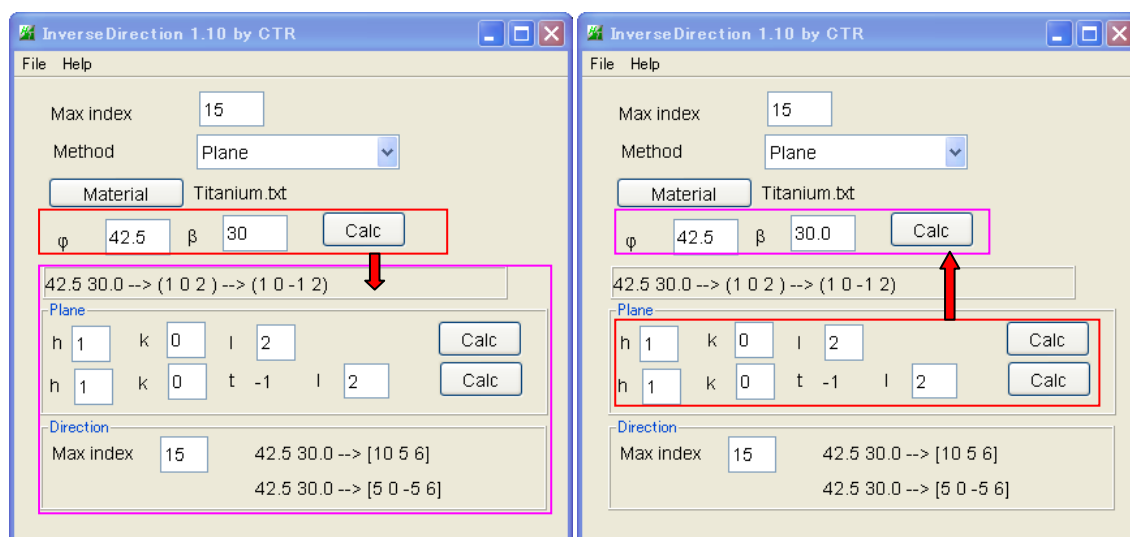 InverseDirection 1.10 by CTR
File Help
Max index 15
Method Plane
Material Titanium.txt
φ 42.5 β 30 Calc
42.5 30.0 --> (1 0 2 ) --> (1 0 -1 2)
Plane
h 1 k 0 l 2 Calc
h 1 k 0 t -1 l 2 Calc
Direction
Max index 15 42.5 30.0 --> [10 5 6]
42.5 30.0 --> [5 0 -5 6]
InverseDirection 1.10 by CTR
File Help
Max index 15
Method Plane
Material Titanium.txt
φ 42.5 β 30.0 Calc
42.5 30.0 --> (1 0 2 ) --> (1 0 -1 2)
Plane
h 1 k 0 l 2 Calc
h 1 k 0 t -1 l 2 Calc
Direction
Max index 15 42.5 30.0 --> [10 5 6]
42.5 30.0 --> [5 0 -5 6]